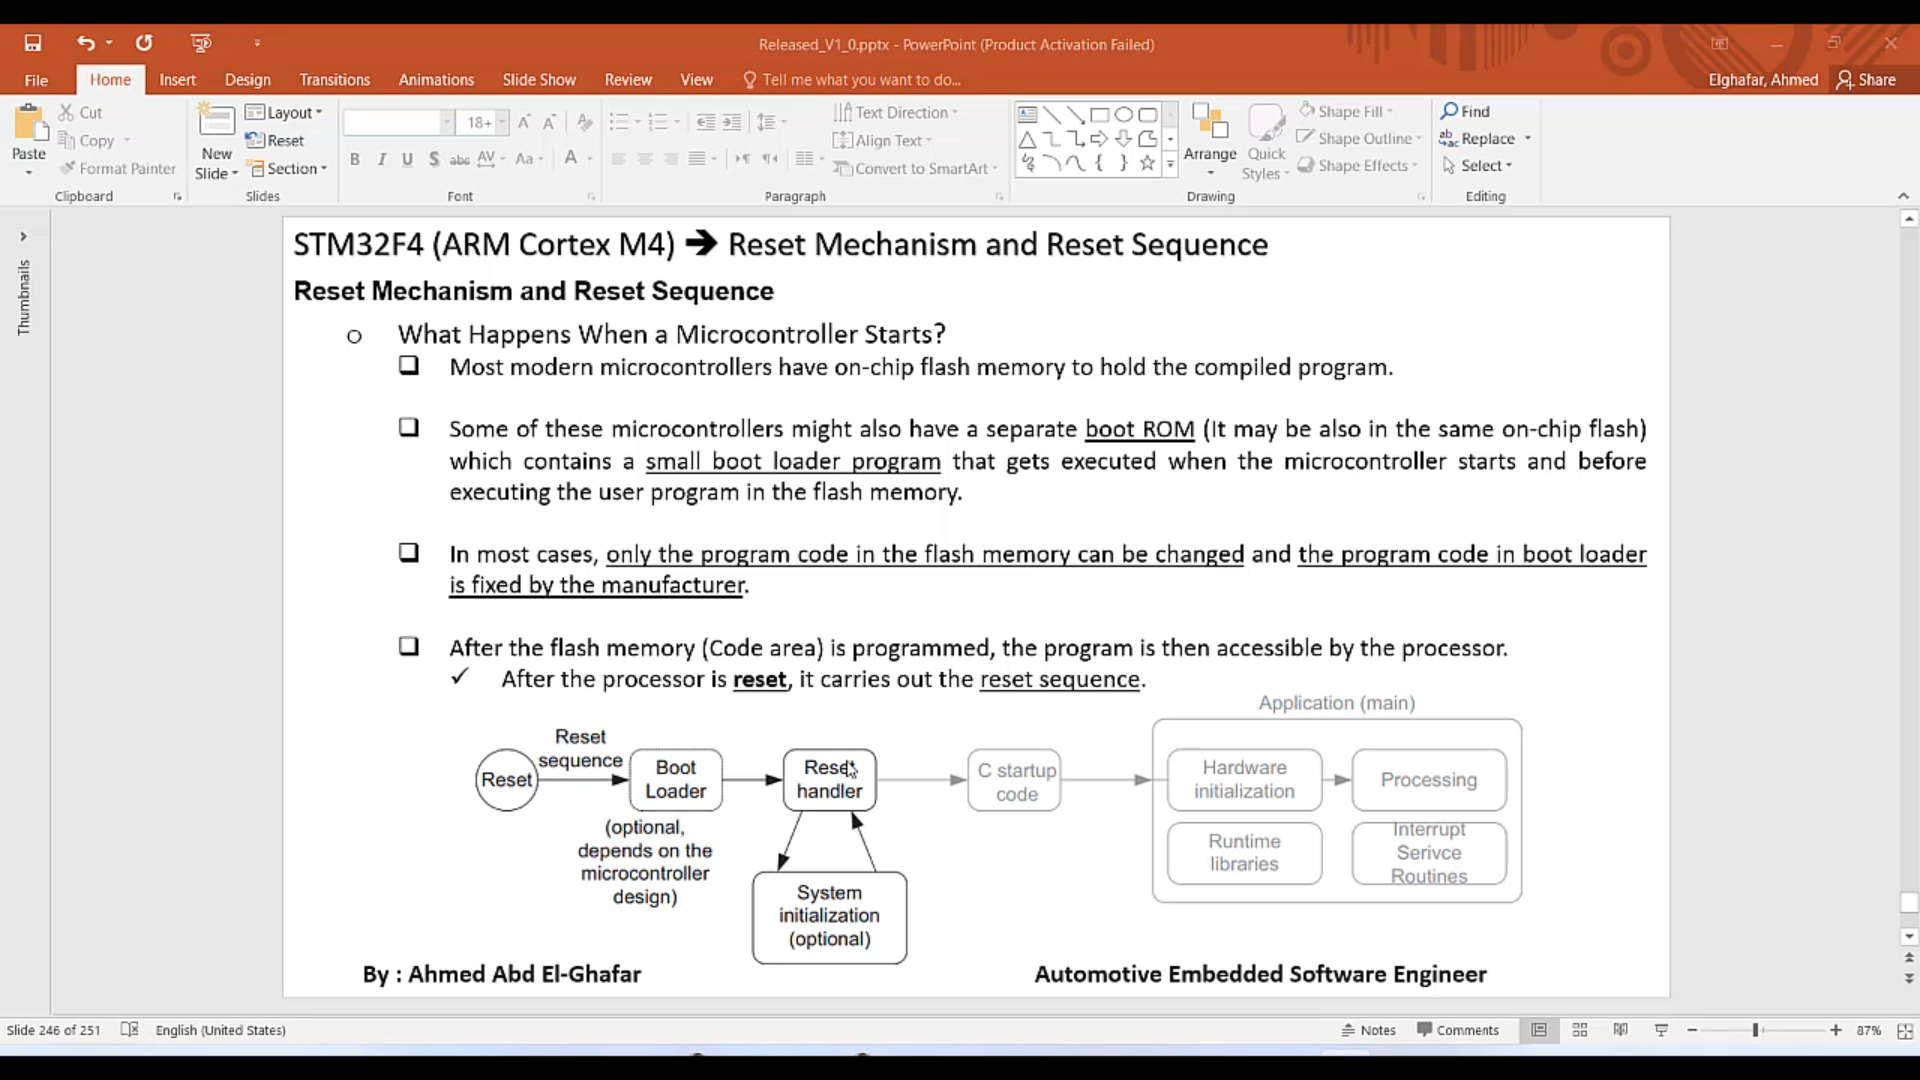 Released_V1_0.pptx - PowerPoint (Product Activation Failed)
File Home Insert Design Transitions Animations Slide Show Review View Tell me what you want to do... Elghafar, Ahmed Share
Paste
Cut
Copy
Format Painter
Clipboard
New Slide
Layout
Reset
Section
Slides
18+
B I U S abc AV Aa A
Font
Text Direction
Align Text
Convert to SmartArt
Paragraph
Arrange
Quick Styles
Shape Fill
Shape Outline
Shape Effects
Drawing
Find
Replace
Select
Editing
Thumbnails
STM32F4 (ARM Cortex M4) ➔ Reset Mechanism and Reset Sequence
Reset Mechanism and Reset Sequence
o What Happens When a Microcontroller Starts?
❑ Most modern microcontrollers have on-chip flash memory to hold the compiled program.
❑ Some of these microcontrollers might also have a separate boot ROM (It may be also in the same on-chip flash)
which contains a small boot loader program that gets executed when the microcontroller starts and before
executing the user program in the flash memory.
❑ In most cases, only the program code in the flash memory can be changed and the program code in boot loader
is fixed by the manufacturer.
❑ After the flash memory (Code area) is programmed, the program is then accessible by the processor.
✓ After the processor is reset, it carries out the reset sequence.
Reset
Reset
sequence
Boot
Loader
(optional,
depends on the
microcontroller
design)
Reset
handler
System
initialization
(optional)
C startup
code
Application (main)
Hardware
initialization
Processing
Runtime
libraries
Interrupt
Serivce
Routines
By : Ahmed Abd El-Ghafar
Automotive Embedded Software Engineer
Slide 246 of 251 English (United States) Notes Comments 87%